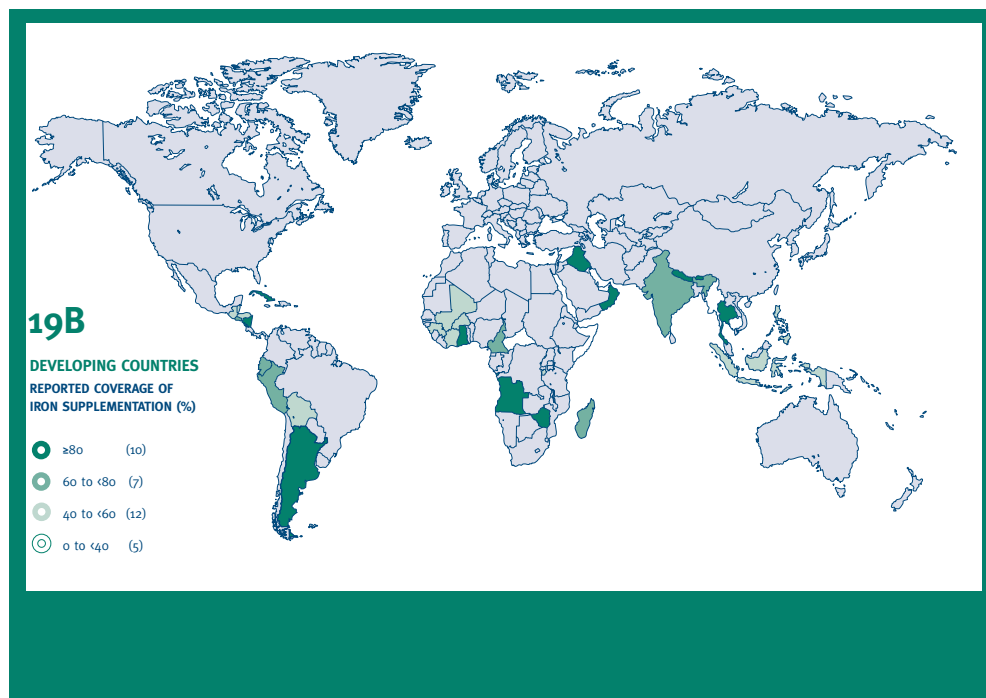 19B
DEVELOPING COUNTRIES
REPORTED COVERAGE OF
IRON SUPPLEMENTATION (%)
≥80 (10)
60 to <80 (7)
40 to <60 (12)
0 to <40 (5)